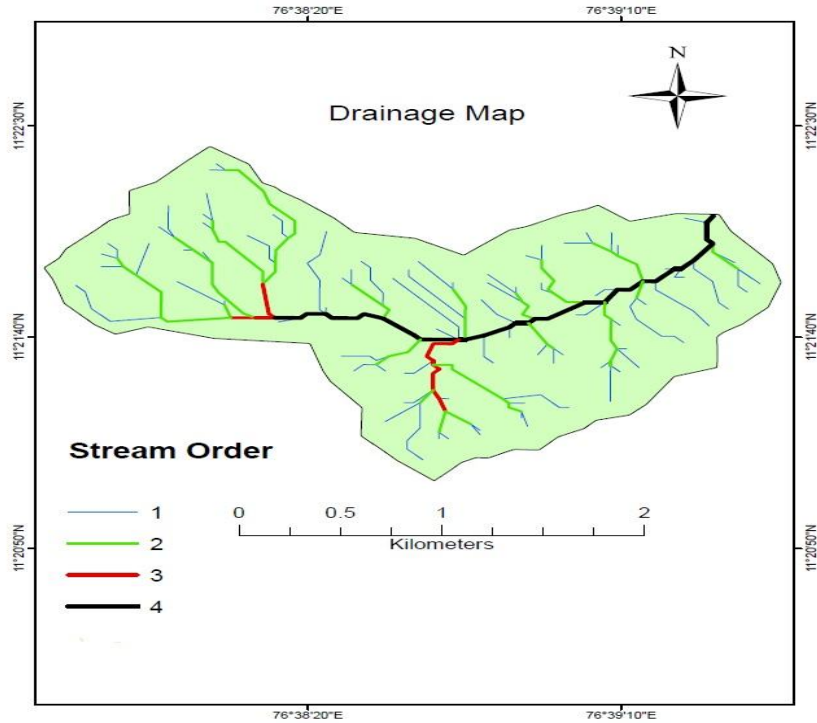 76°38'20"E 76°39'10"E
N
Drainage Map
11°22'30"N 11°22'30"N
11°21'40"N 11°21'40"N
Stream Order
1
2
3
4
0 0.5 1 2
Kilometers
11°20'50"N 11°20'50"N
76°38'20"E 76°39'10"E